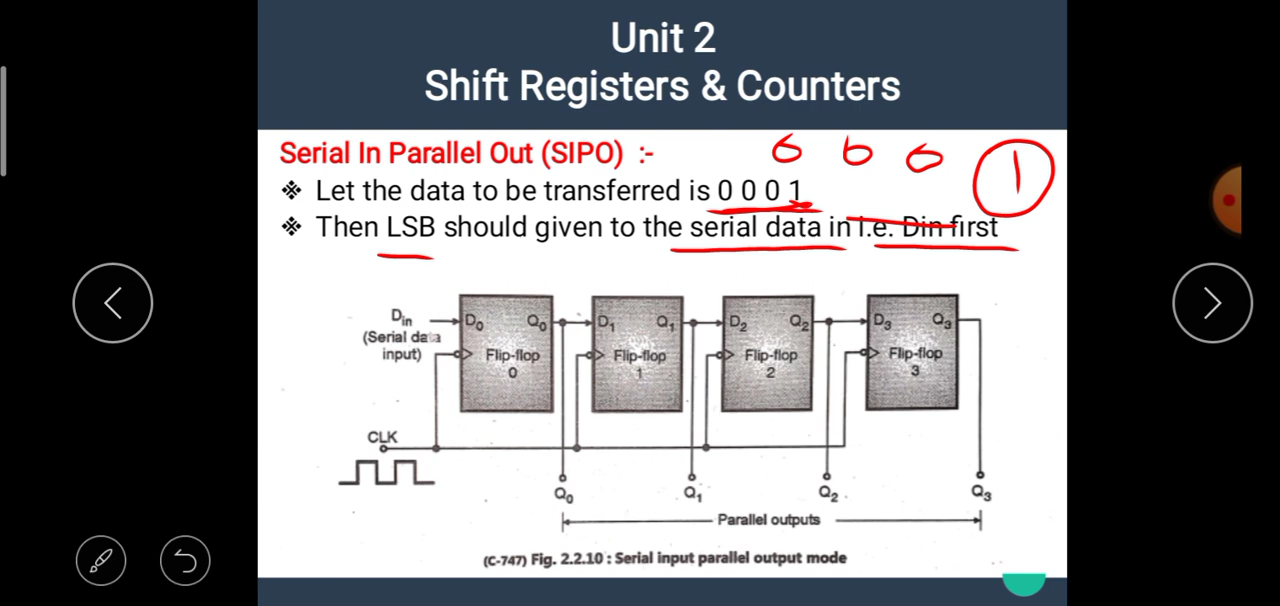 Unit 2
Shift Registers & Counters
Serial In Parallel Out (SIPO) :-
0 0 0 1
❖ Let the data to be transferred is 0 0 0 1
❖ Then LSB should given to the serial data in i.e. Din first
Din
(Serial data
input)
D0 Q0 D1 Q1 D2 Q2 D3 Q3
Flip-flop
0
Flip-flop
1
Flip-flop
2
Flip-flop
3
CLK
Q0 Q1 Q2 Q3
Parallel outputs
(C-747) Fig. 2.2.10 : Serial input parallel output mode